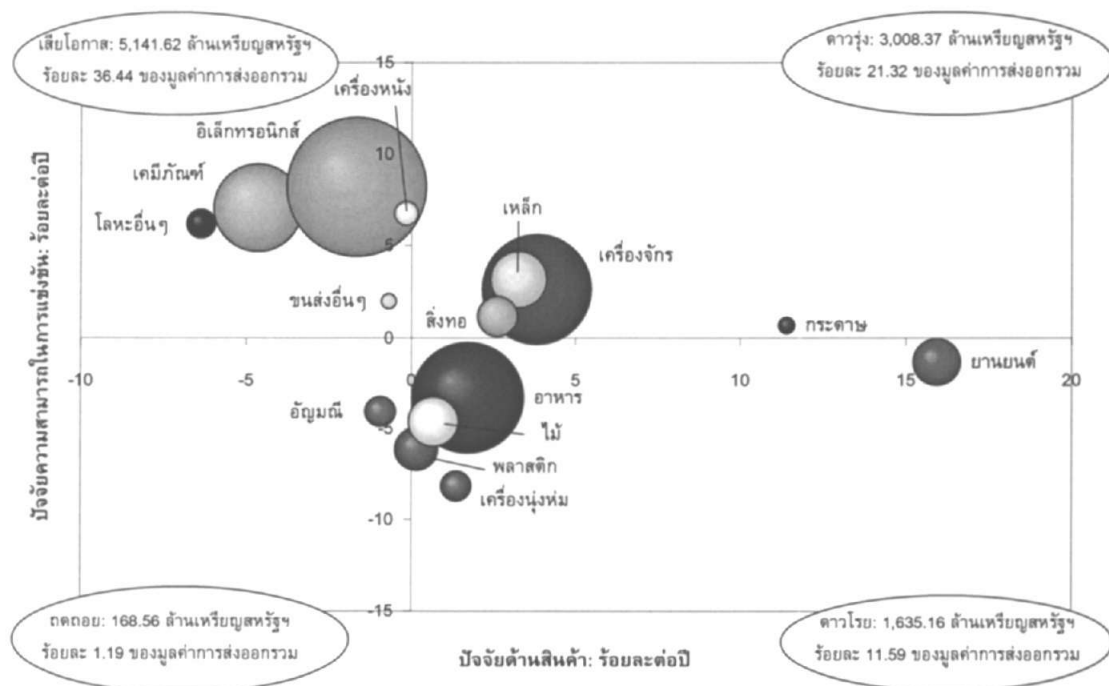 เสียโอกาส: 5,141.62 ล้านเหรียญสหรัฐฯ
ร้อยละ 36.44 ของมูลค่าการส่งออกรวม
ดาวรุ่ง: 3,008.37 ล้านเหรียญสหรัฐฯ
ร้อยละ 21.32 ของมูลค่าการส่งออกรวม
15
เครื่องหนัง
อิเล็กทรอนิกส์
10
เคมีภัณฑ์
โลหะอื่นๆ
เหล็ก
5
เครื่องจักร
ขนส่งอื่นๆ
สิ่งทอ
กระดาษ
0
ยานยนต์
-10
-5
0
5
10
15
20
อัญมณี
อาหาร
-5
ไม้
พลาสติก
เครื่องนุ่งห่ม
-10
-15
ปัจจัยความสามารถในการแข่งขัน: ร้อยละต่อปี
ถดถอย: 168.56 ล้านเหรียญสหรัฐฯ
ร้อยละ 1.19 ของมูลค่าการส่งออกรวม
ปัจจัยด้านสินค้า: ร้อยละต่อปี
ดาวโรย: 1,635.16 ล้านเหรียญสหรัฐฯ
ร้อยละ 11.59 ของมูลค่าการส่งออกรวม